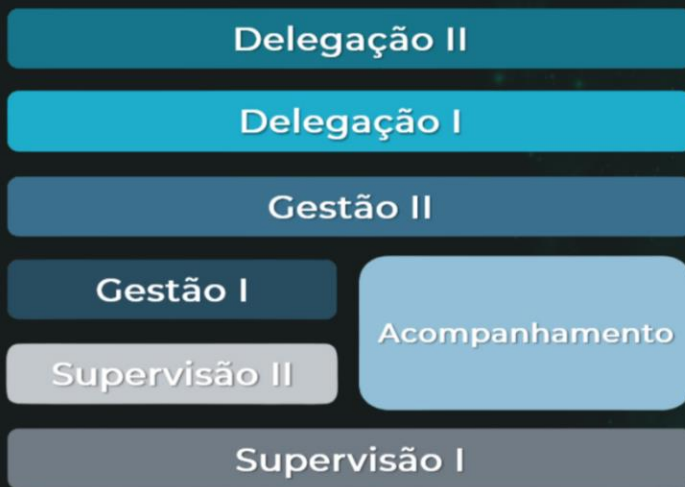 Delegação II
Delegação I
Gestão II
Gestão I
Acompanhamento
Supervisão II
Supervisão I